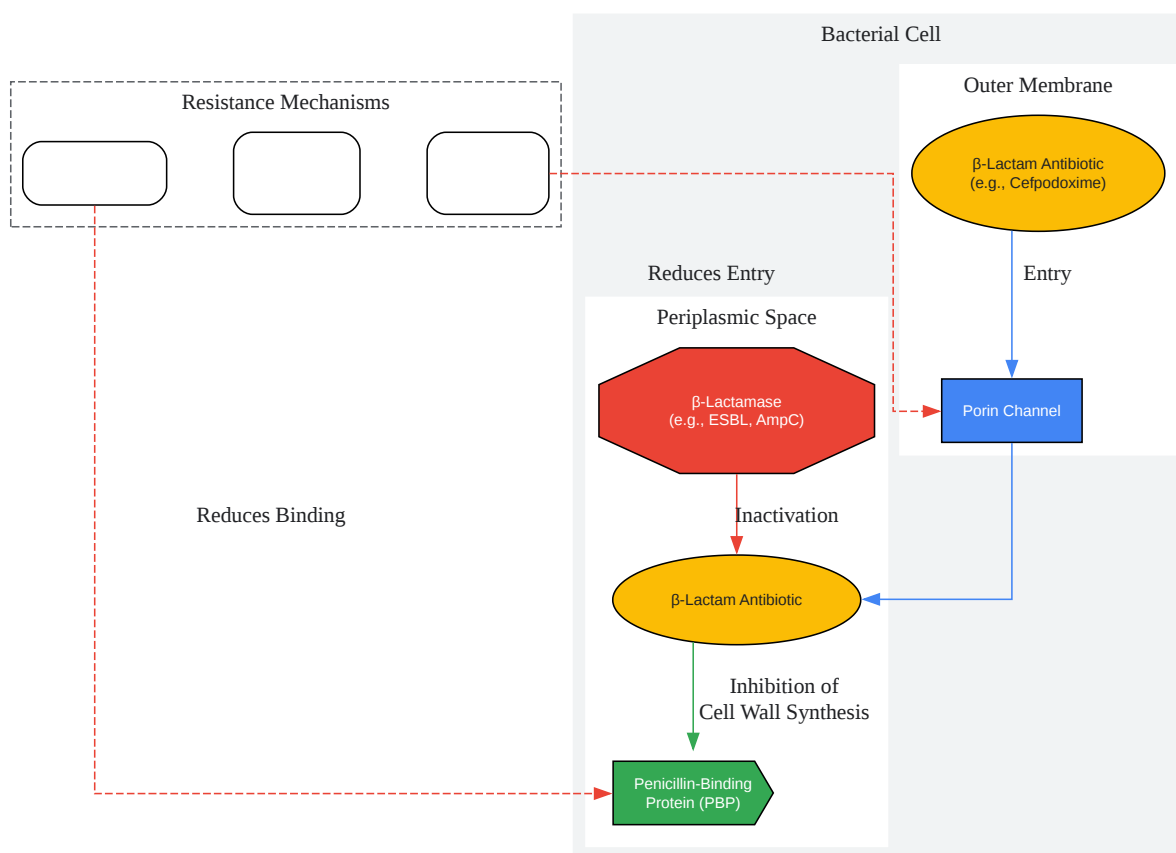 Bacterial Cell
Resistance Mechanisms
Outer Membrane
β-Lactam Antibiotic
(e.g., Cefpodoxime)
Entry
Reduces Entry
Periplasmic Space
β-Lactamase
(e.g., ESBL, AmpC)
Porin Channel
Reduces Binding
Inactivation
β-Lactam Antibiotic
Inhibition of
Cell Wall Synthesis
Penicillin-Binding
Protein (PBP)